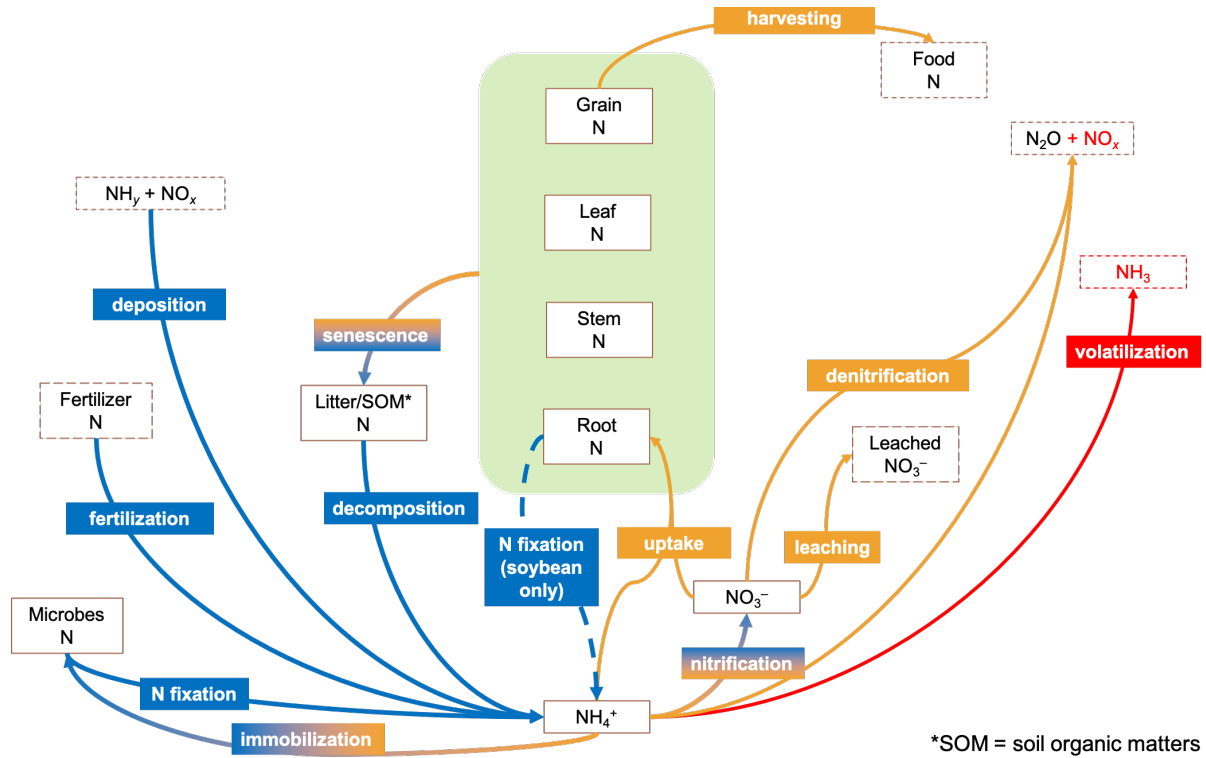 harvesting
Food
N
Grain
N
N₂O + NOₓ
NHᵧ + NOₓ
Leaf
N
NH₃
deposition
Stem
N
senescence
volatilization
denitrification
Fertilizer
N
Litter/SOM*
N
Root
N
Leached
NO₃⁻
decomposition
fertilization
N fixation
(soybean
only)
uptake
leaching
NO₃⁻
Microbes
N
nitrification
N fixation
NH₄⁺
immobilization
*SOM = soil organic matters